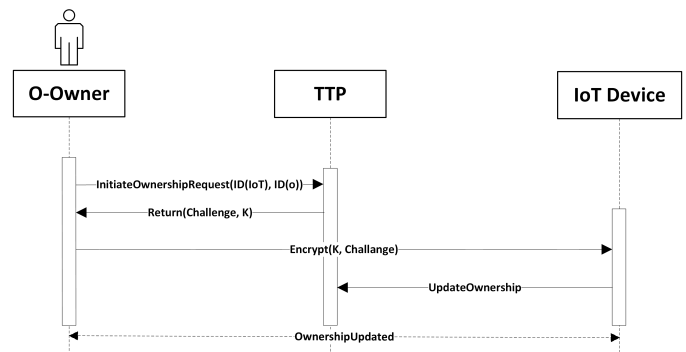 O-Owner
TTP
IoT Device
InitiateOwnershipRequest(ID(IoT), ID(o))
Return(Challenge, K)
Encrypt(K, Challange)
UpdateOwnership
OwnershipUpdated